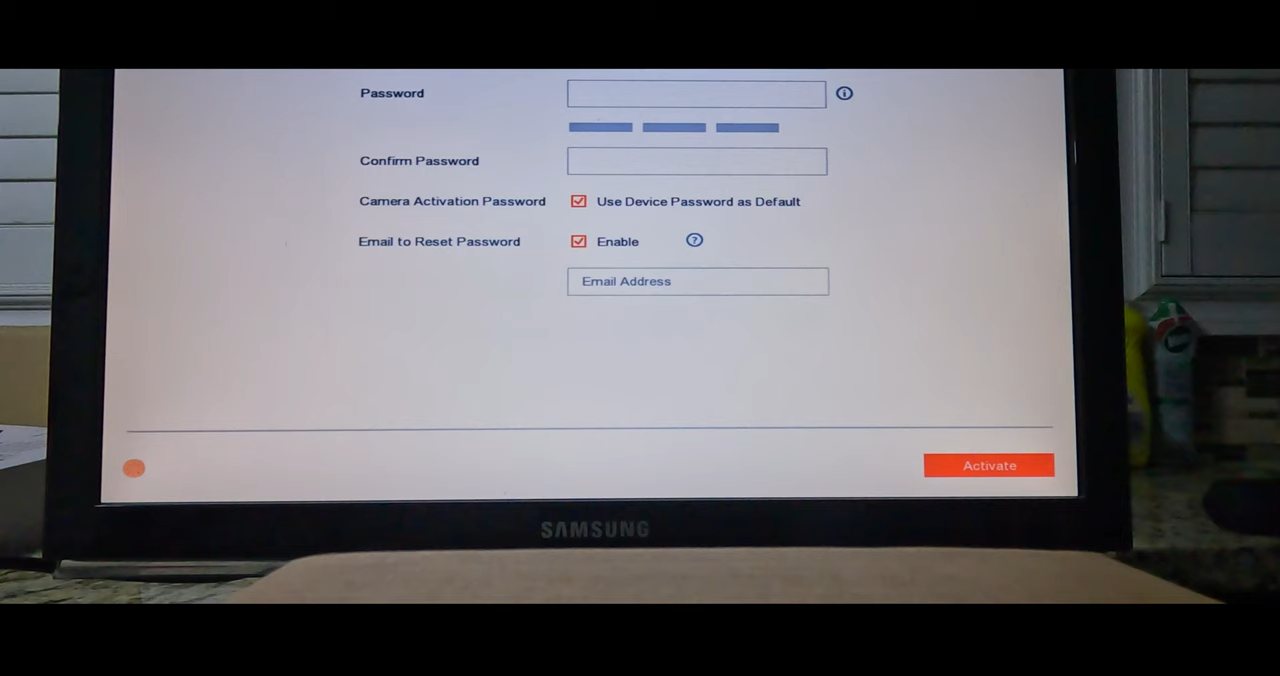 Password
Confirm Password
Camera Activation Password Use Device Password as Default
Email to Reset Password Enable
Email Address
Activate
SAMSUNG